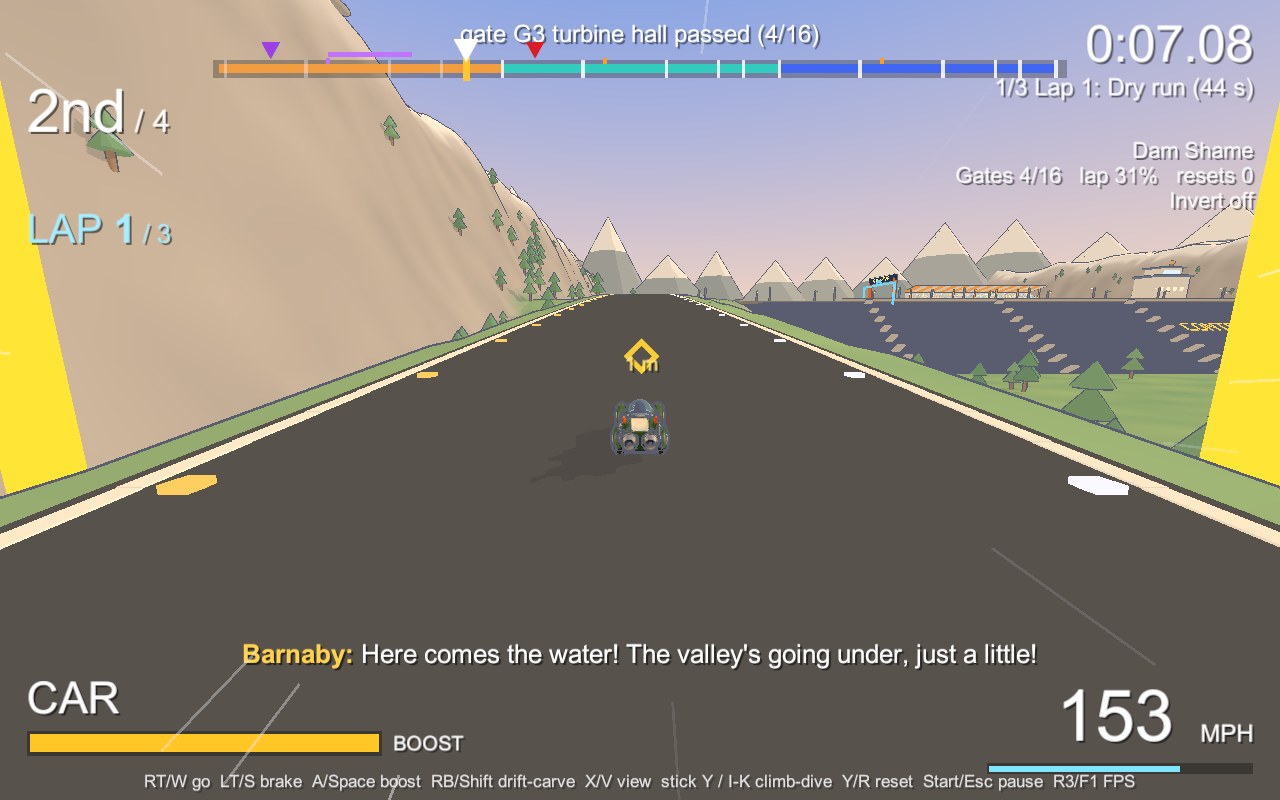 gate G3 turbine hall passed (4/16)
0:07.08
1/3 Lap 1: Dry run (44 s)
2nd / 4
Dam Shame
Gates 4/16 lap 31% resets 0
Invert off
LAP 1 / 3
Barnaby: Here comes the water! The valley's going under, just a little!
CAR
BOOST
153 MPH
RT/W go LT/S brake A/Space boost RB/Shift drift-carve X/V view stick Y / I-K climb-dive Y/R reset Start/Esc pause R3/F1 FPS